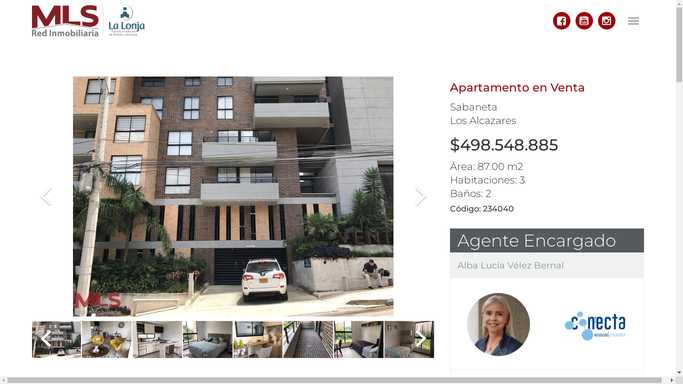 MLS
Red Inmobiliaria
La Lonja
Apartamento en Venta
Sabaneta
Los Alcazares
$498.548.885
Área: 87.00 m2
Habitaciones: 3
Baños: 2
Código: 234040
MLS
Agente Encargado
Alba Lucía Vélez Bernal
conecta